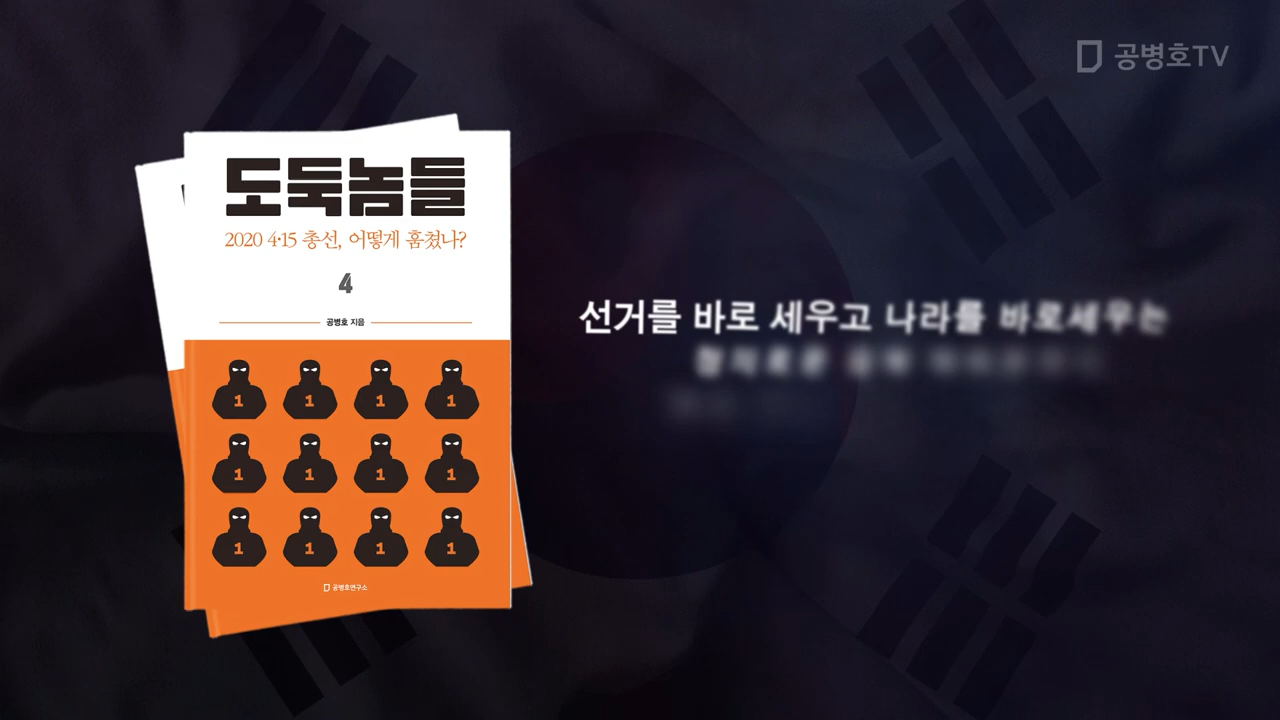 공병호TV
도둑놈들
2020 4·15 총선, 어떻게 훔쳤나?
4
공병호 지음
1 1 1 1
1 1 1 1
1 1 1 1
공병호연구소
선거를 바로 세우고 나라를 바로세우는